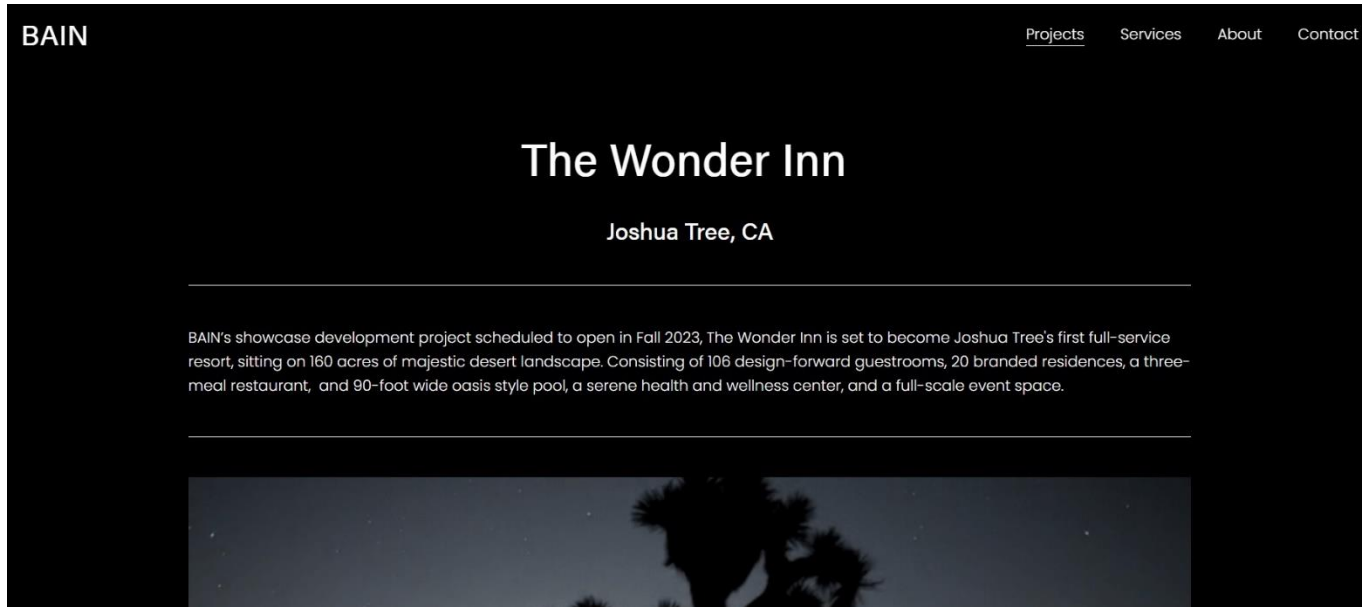 BAIN
Projects Services About Contact
The Wonder Inn
Joshua Tree, CA
BAIN’s showcase development project scheduled to open in Fall 2023, The Wonder Inn is set to become Joshua Tree's first full-service
resort, sitting on 160 acres of majestic desert landscape. Consisting of 106 design-forward guestrooms, 20 branded residences, a three-
meal restaurant,  and 90-foot wide oasis style pool, a serene health and wellness center, and a full-scale event space.